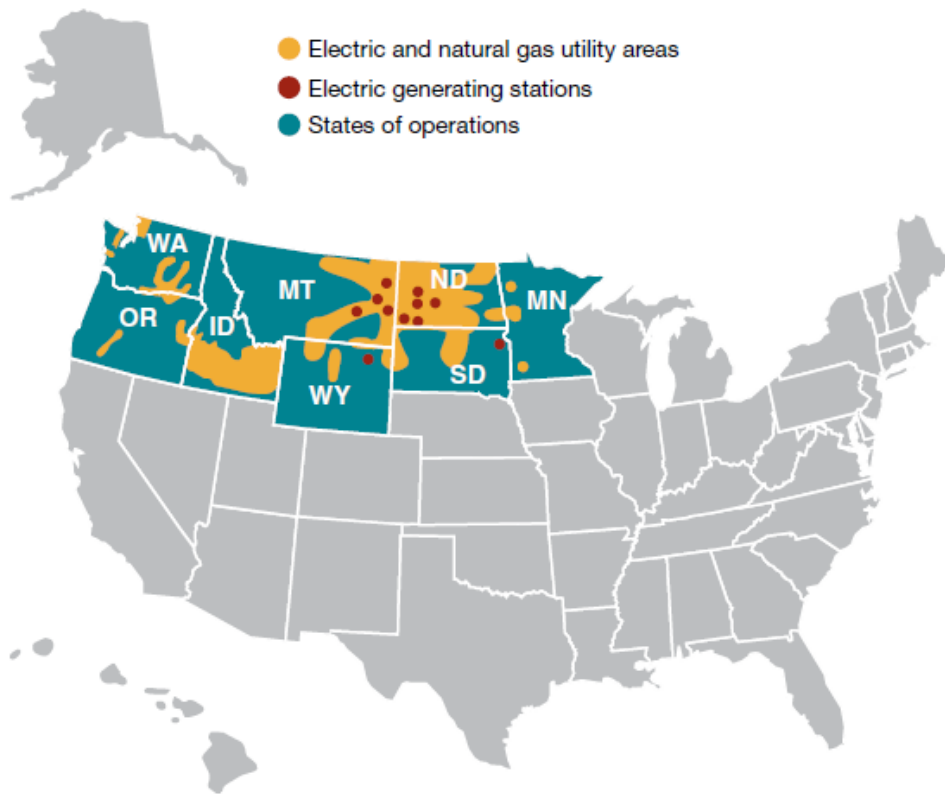 Electric and natural gas utility areas
Electric generating stations
States of operations
WA
MT
ND
MN
OR
ID
SD
WY